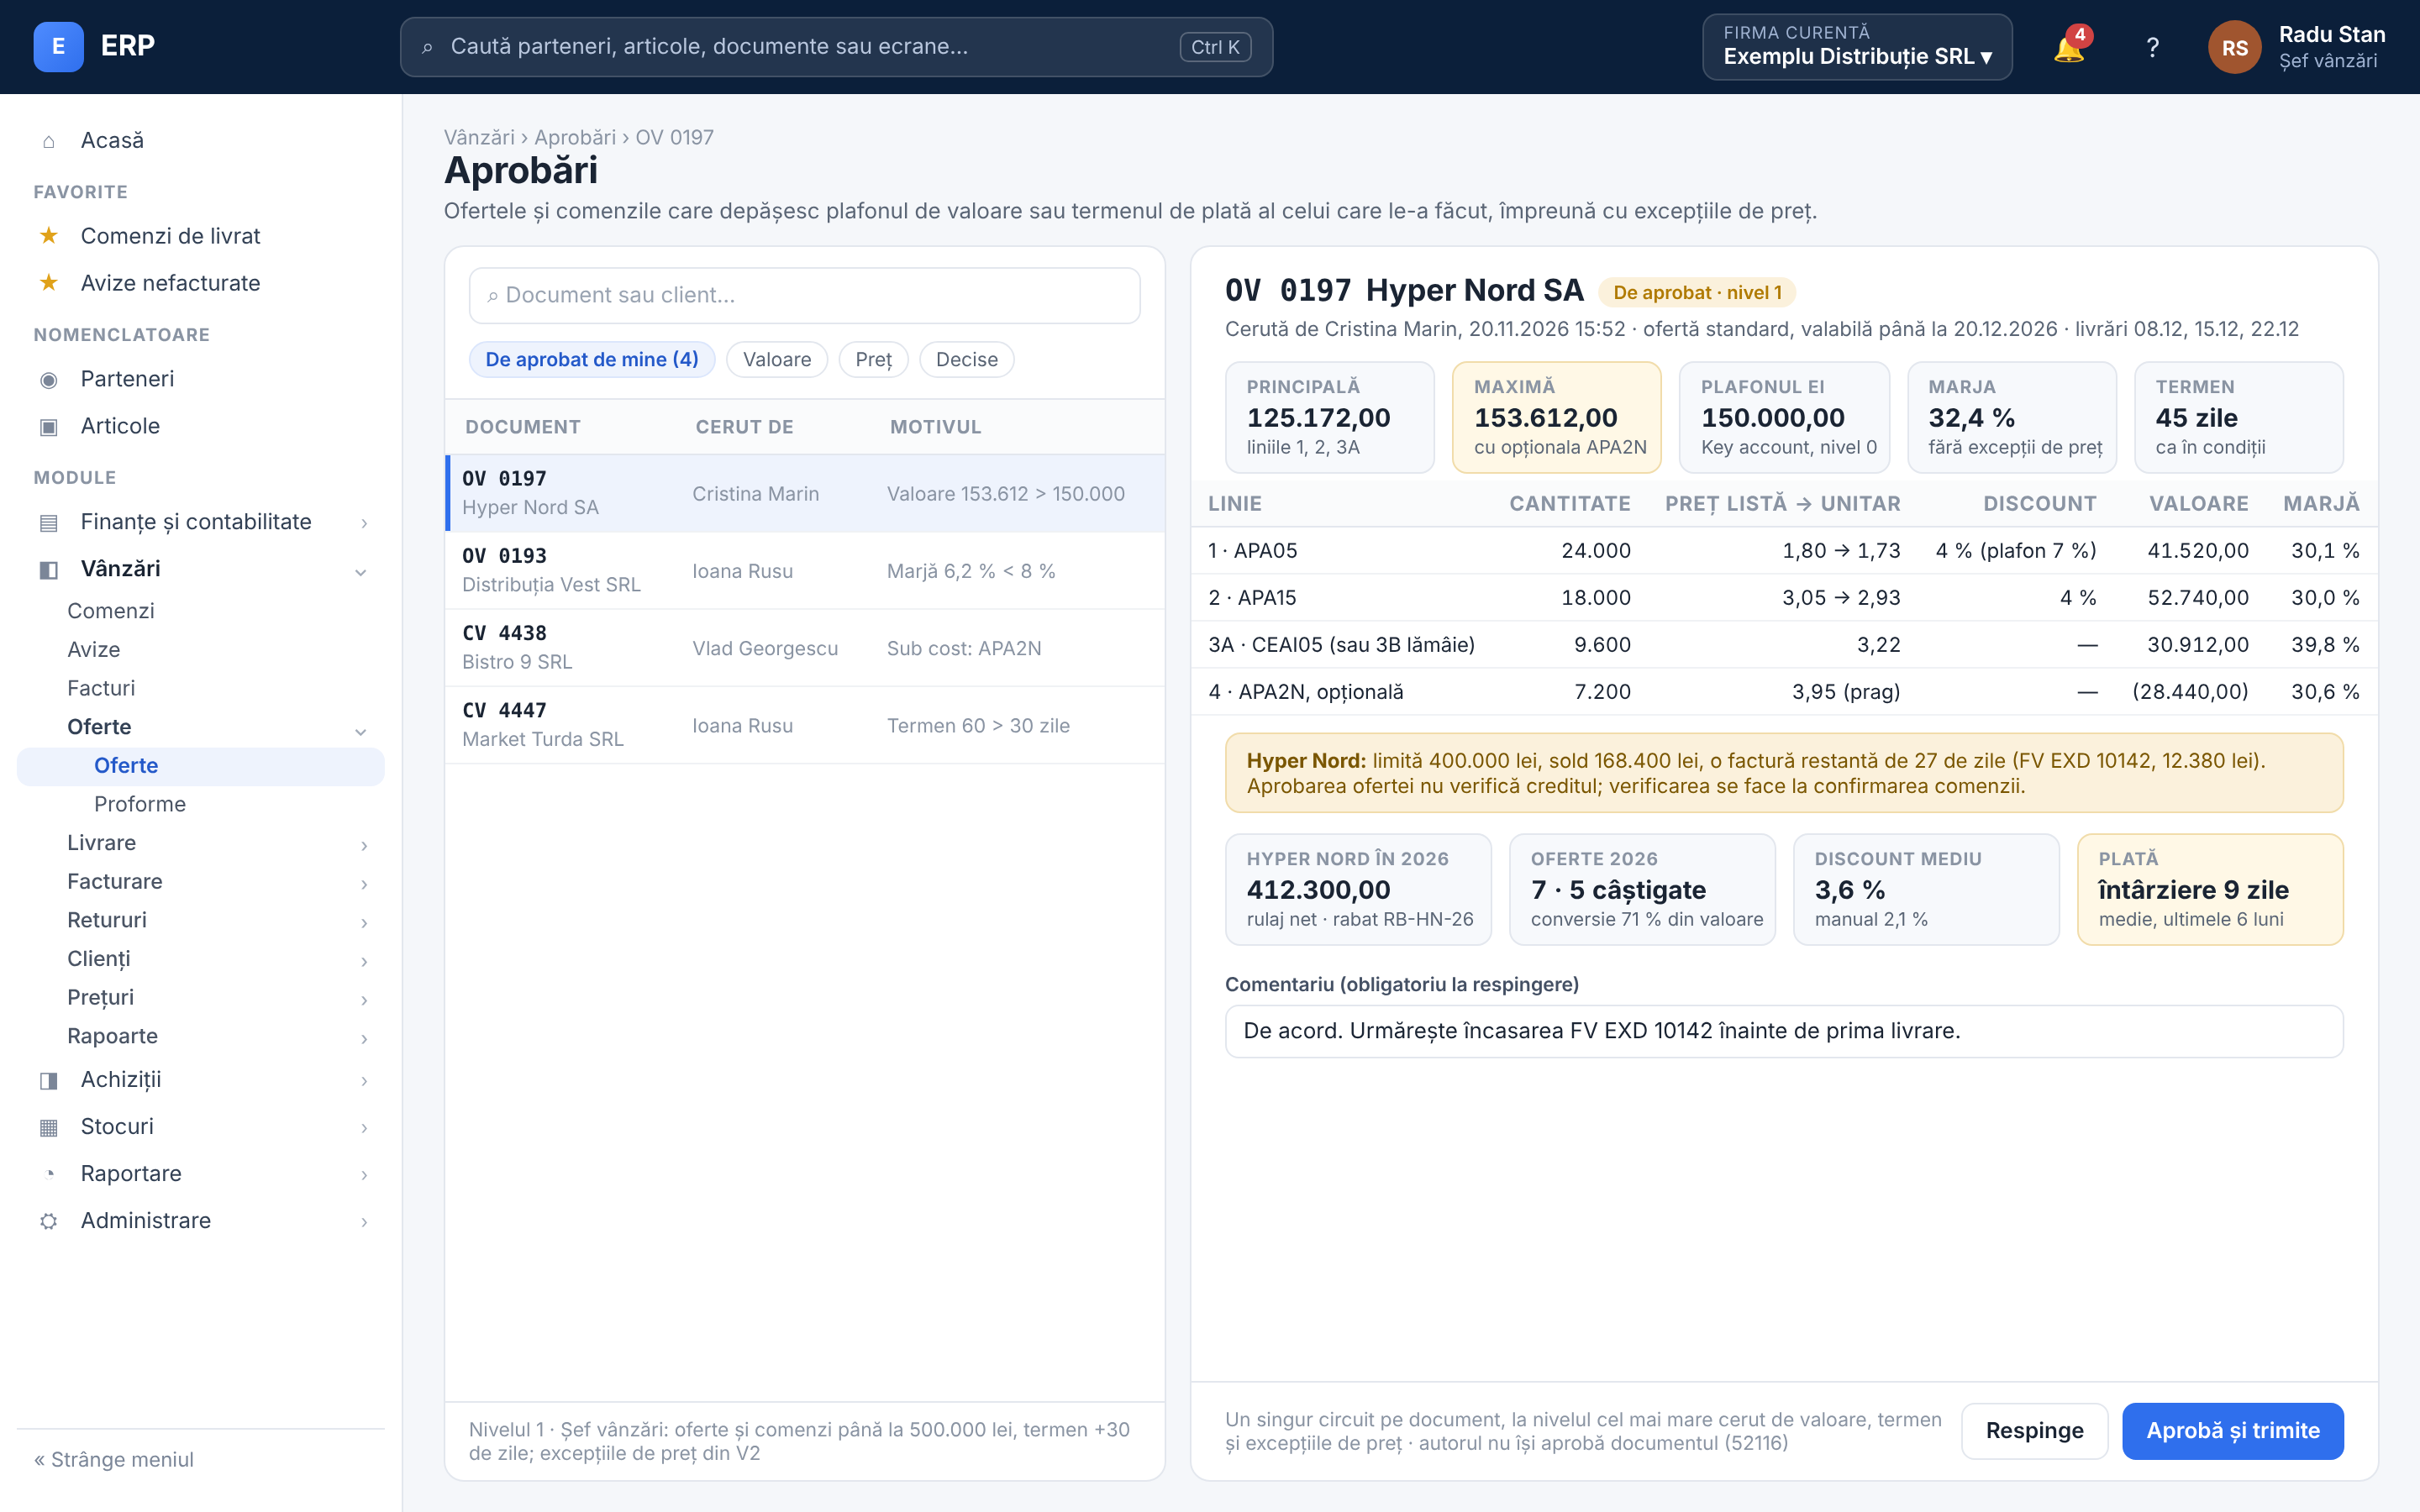 E ERP
Caută parteneri, articole, documente sau ecrane... Ctrl K
FIRMA CURENTĂ
Exemplu Distribuție SRL ▾
4
?
RS
Radu Stan
Șef vânzări
Acasă
FAVORITE
★ Comenzi de livrat
★ Avize nefacturate
NOMENCLATOARE
Parteneri
Articole
MODULE
Finanțe și contabilitate ›
Vânzări
Comenzi
Avize
Facturi
Oferte
Oferte
Proforme
Livrare ›
Facturare ›
Retururi ›
Clienți ›
Prețuri ›
Rapoarte ›
Achiziții ›
Stocuri ›
Raportare ›
Administrare ›
« Strânge meniul
Vânzări › Aprobări › OV 0197
Aprobări
Ofertele și comenzile care depășesc plafonul de valoare sau termenul de plată al celui care le-a făcut, împreună cu excepțiile de preț.
Document sau client...
De aprobat de mine (4) Valoare Preț Decise
DOCUMENT CERUT DE MOTIVUL
OV 0197
Hyper Nord SA Cristina Marin Valoare 153.612 > 150.000
OV 0193
Distribuția Vest SRL Ioana Rusu Marjă 6,2 % < 8 %
CV 4438
Bistro 9 SRL Vlad Georgescu Sub cost: APA2N
CV 4447
Market Turda SRL Ioana Rusu Termen 60 > 30 zile
Nivelul 1 · Șef vânzări: oferte și comenzi până la 500.000 lei, termen +30
de zile; excepțiile de preț din V2
OV 0197 Hyper Nord SA De aprobat · nivel 1
Cerută de Cristina Marin, 20.11.2026 15:52 · ofertă standard, valabilă până la 20.12.2026 · livrări 08.12, 15.12, 22.12
PRINCIPALĂ
125.172,00
liniile 1, 2, 3A
MAXIMĂ
153.612,00
cu opționala APA2N
PLAFONUL EI
150.000,00
Key account, nivel 0
MARJA
32,4 %
fără excepții de preț
TERMEN
45 zile
ca în condiții
LINIE CANTITATE PREȚ LISTĂ → UNITAR DISCOUNT VALOARE MARJĂ
1 · APA05 24.000 1,80 → 1,73 4 % (plafon 7 %) 41.520,00 30,1 %
2 · APA15 18.000 3,05 → 2,93 4 % 52.740,00 30,0 %
3A · CEAI05 (sau 3B lămâie) 9.600 3,22 — 30.912,00 39,8 %
4 · APA2N, opțională 7.200 3,95 (prag) — (28.440,00) 30,6 %
Hyper Nord: limită 400.000 lei, sold 168.400 lei, o factură restantă de 27 de zile (FV EXD 10142, 12.380 lei).
Aprobarea ofertei nu verifică creditul; verificarea se face la confirmarea comenzii.
HYPER NORD ÎN 2026
412.300,00
rulaj net · rabat RB-HN-26
OFERTE 2026
7 · 5 câștigate
conversie 71 % din valoare
DISCOUNT MEDIU
3,6 %
manual 2,1 %
PLATĂ
întârziere 9 zile
medie, ultimele 6 luni
Comentariu (obligatoriu la respingere)
De acord. Urmărește încasarea FV EXD 10142 înainte de prima livrare.
Un singur circuit pe document, la nivelul cel mai mare cerut de valoare, termen
și excepțiile de preț · autorul nu își aprobă documentul (52116)
Respinge Aprobă și trimite